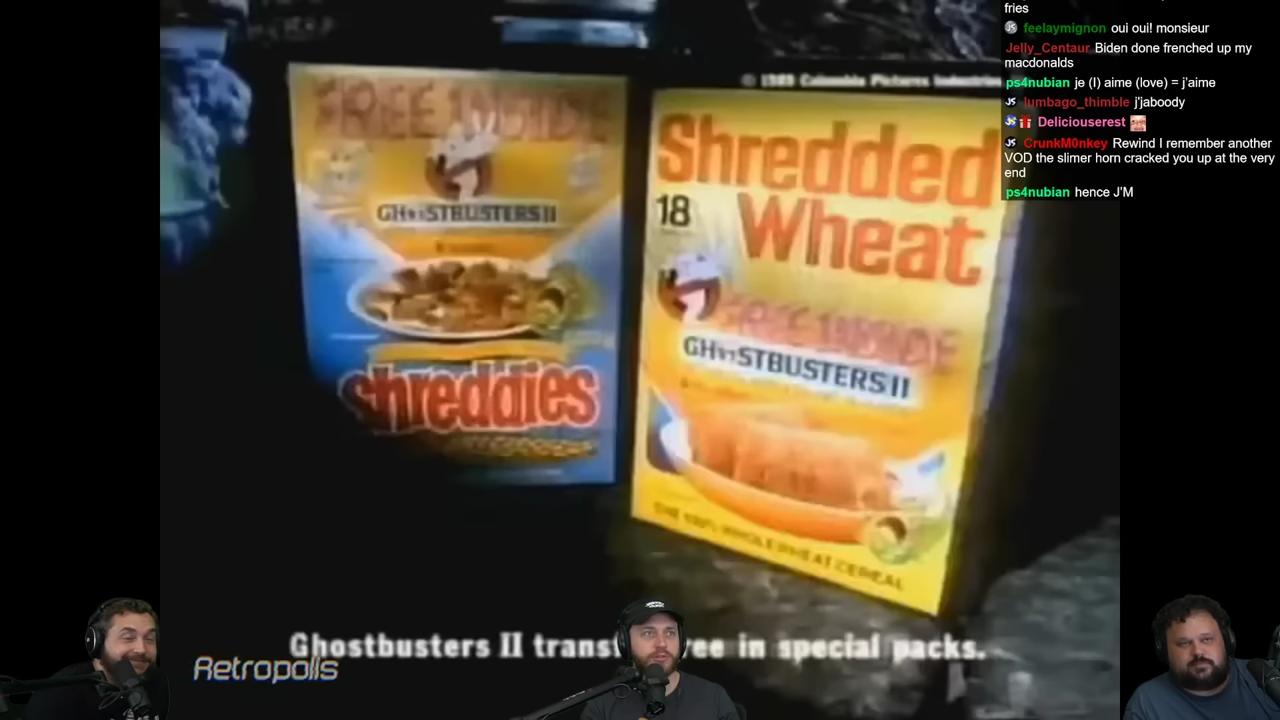 fries
feelaymignon oui oui! monsieur
Jelly_Centaur Biden done frenched up my
macdonalds
ps4nubian je (I) aime (love) = j'aime
lumbago_thimble j'jaboody
Deliciouserest
CrunkM0nkey Rewind I remember another
VOD the slimer horn cracked you up at the very
end
ps4nubian hence J'M
© 1989 Columbia Pictures Industries
FREE INSIDE
GHOSTBUSTERS II
shreddies
Shredded
Wheat
18
FREE INSIDE
GHOSTBUSTERS II
THE 100% WHOLEWHEAT CEREAL
Ghostbusters II transf ree in special packs.
Retropolis